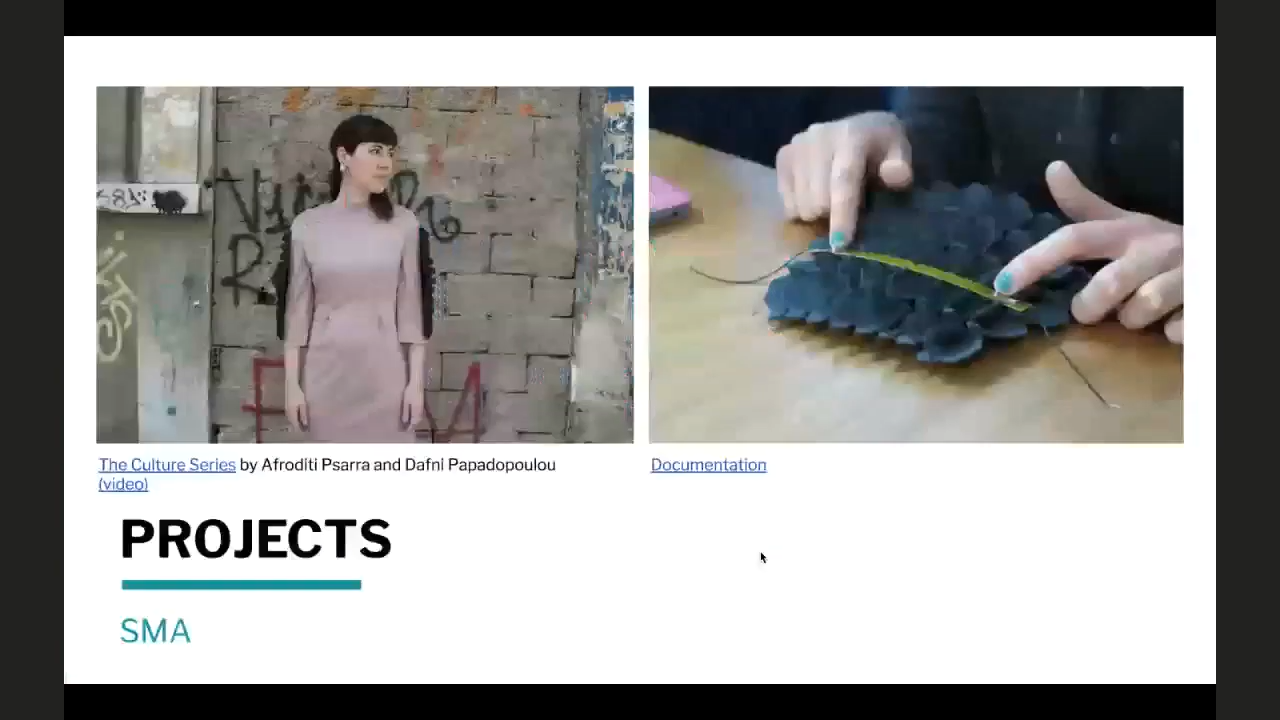 The Culture Series by Afroditi Psarra and Dafni Papadopoulou
(video)
Documentation
PROJECTS
SMA